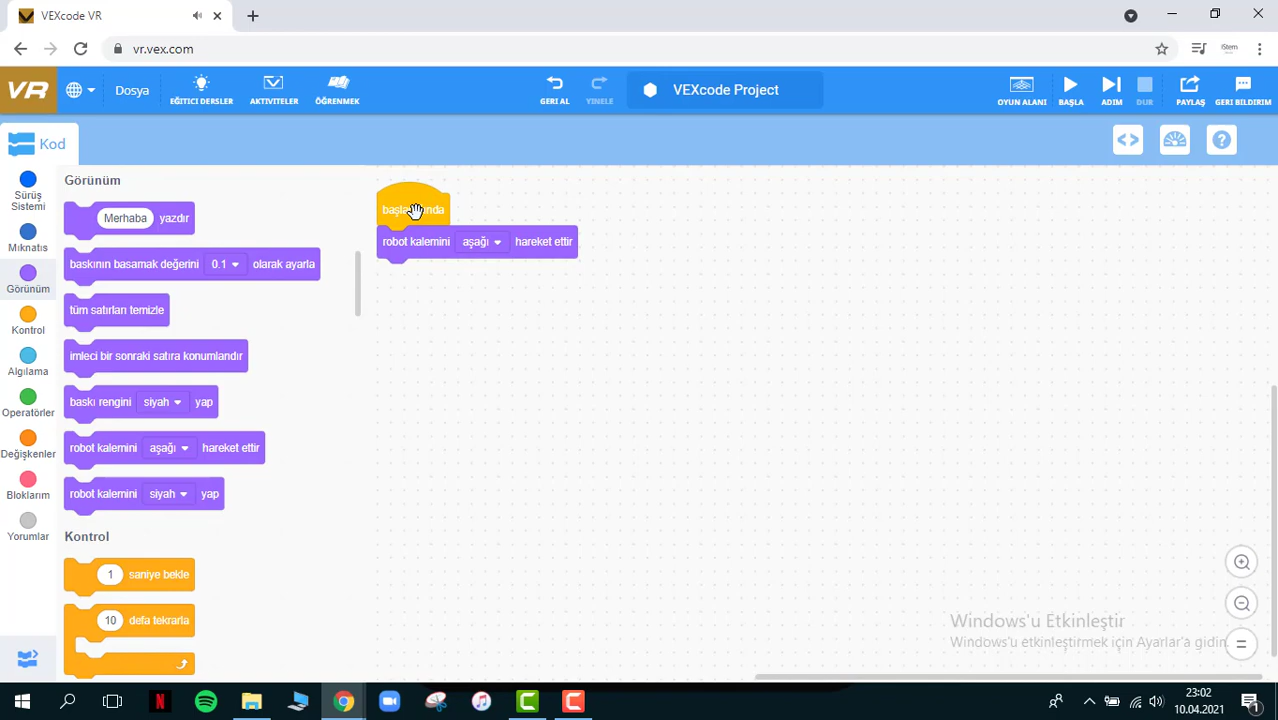 VEXcode VR
vr.vex.com
VR
Dosya
EĞİTİCİ DERSLER
AKTİVİTELER
ÖĞRENMEK
GERİ AL
YINELE
VEXcode Project
OYUN ALANI
BAŞLA
ADIM
DUR
PAYLAŞ
GERİ BİLDİRİM
Kod
Sürüş Sistemi
Mıknatıs
Görünüm
Kontrol
Algılama
Operatörler
Değişkenler
Bloklarım
Yorumlar
Görünüm
Merhaba yazdır
baskının basamak değerini 0.1 olarak ayarla
tüm satırları temizle
imleci bir sonraki satıra konumlandır
baskı rengini siyah yap
robot kalemini aşağı hareket ettir
robot kalemini siyah yap
Kontrol
1 saniye bekle
10 defa tekrarla
robot kalemini aşağı hareket ettir
Windows'u Etkinleştir
Windows'u etkinleştirmek için Ayarlar'a gidin.
23:02
10.04.2021